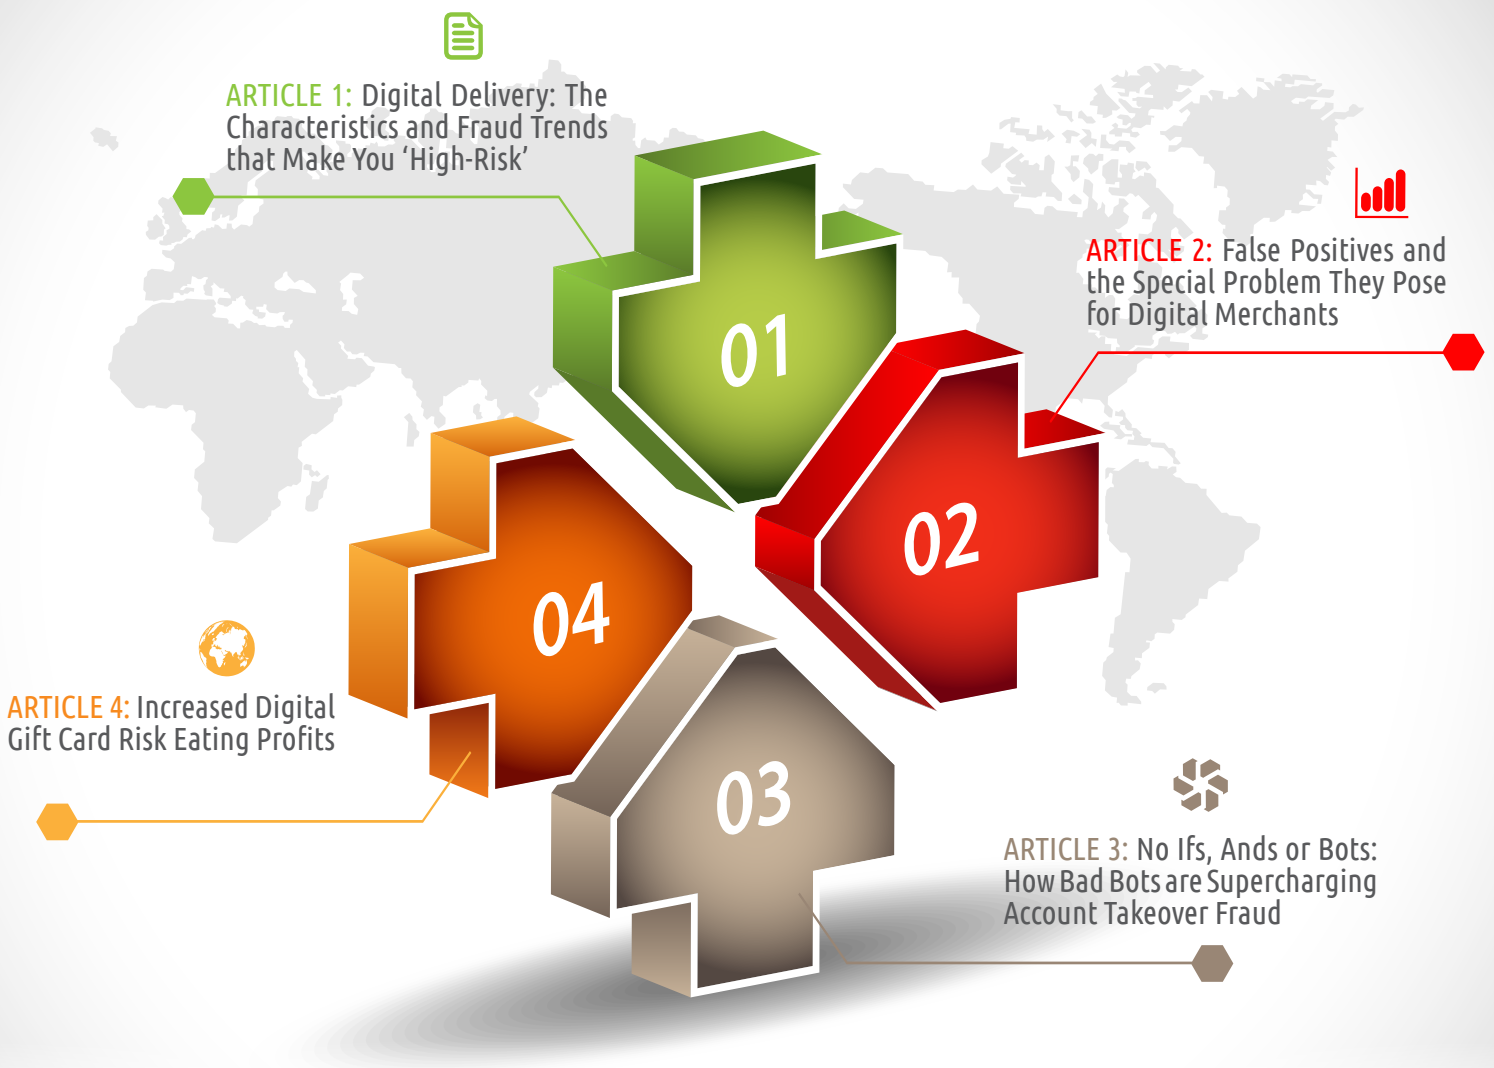 ARTICLE 1: Digital Delivery: The
Characteristics and Fraud Trends
that Make You ‘High-Risk’
ARTICLE 2: False Positives and
the Special Problem They Pose
for Digital Merchants
01
02
04
03
ARTICLE 4: Increased Digital
Gift Card Risk Eating Profits
ARTICLE 3: No Ifs, Ands or Bots:
How Bad Bots are Supercharging
Account Takeover Fraud